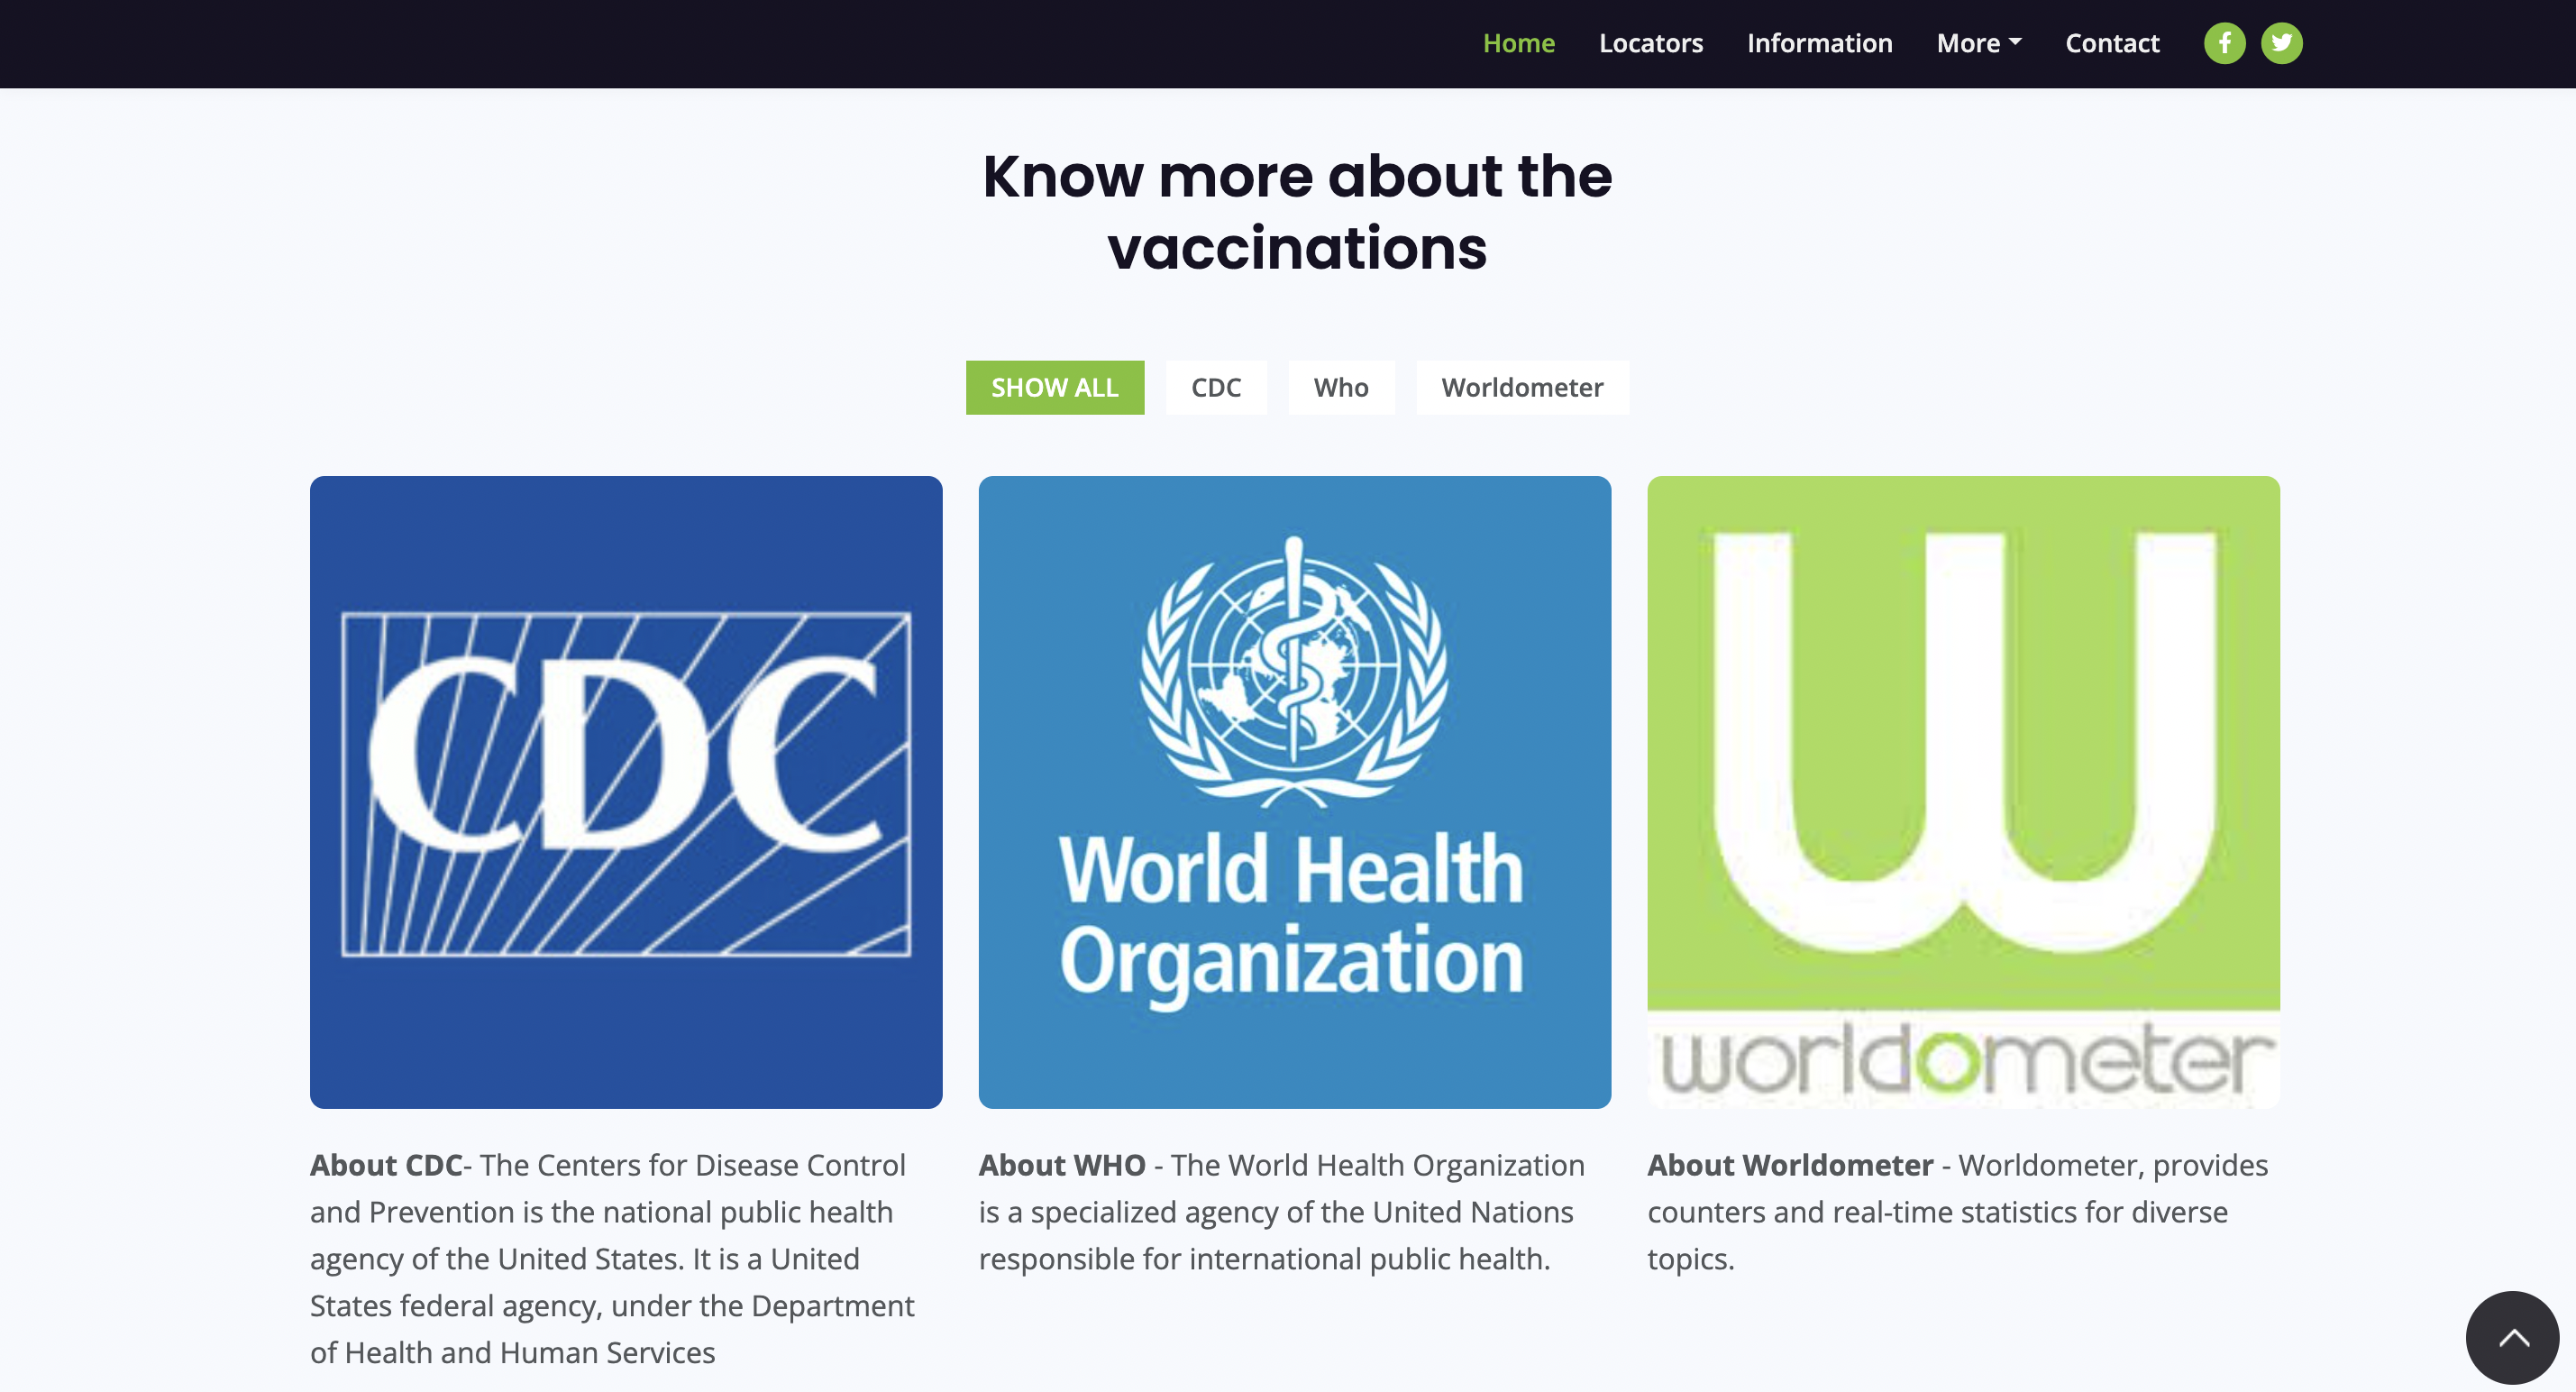 Home Locators Information More Contact
Know more about the
vaccinations
SHOW ALL CDC Who Worldometer
CDC
World Health
Organization
W
worldometer
About CDC- The Centers for Disease Control
and Prevention is the national public health
agency of the United States. It is a United
States federal agency, under the Department
of Health and Human Services
About WHO - The World Health Organization
is a specialized agency of the United Nations
responsible for international public health.
About Worldometer - Worldometer, provides
counters and real-time statistics for diverse
topics.